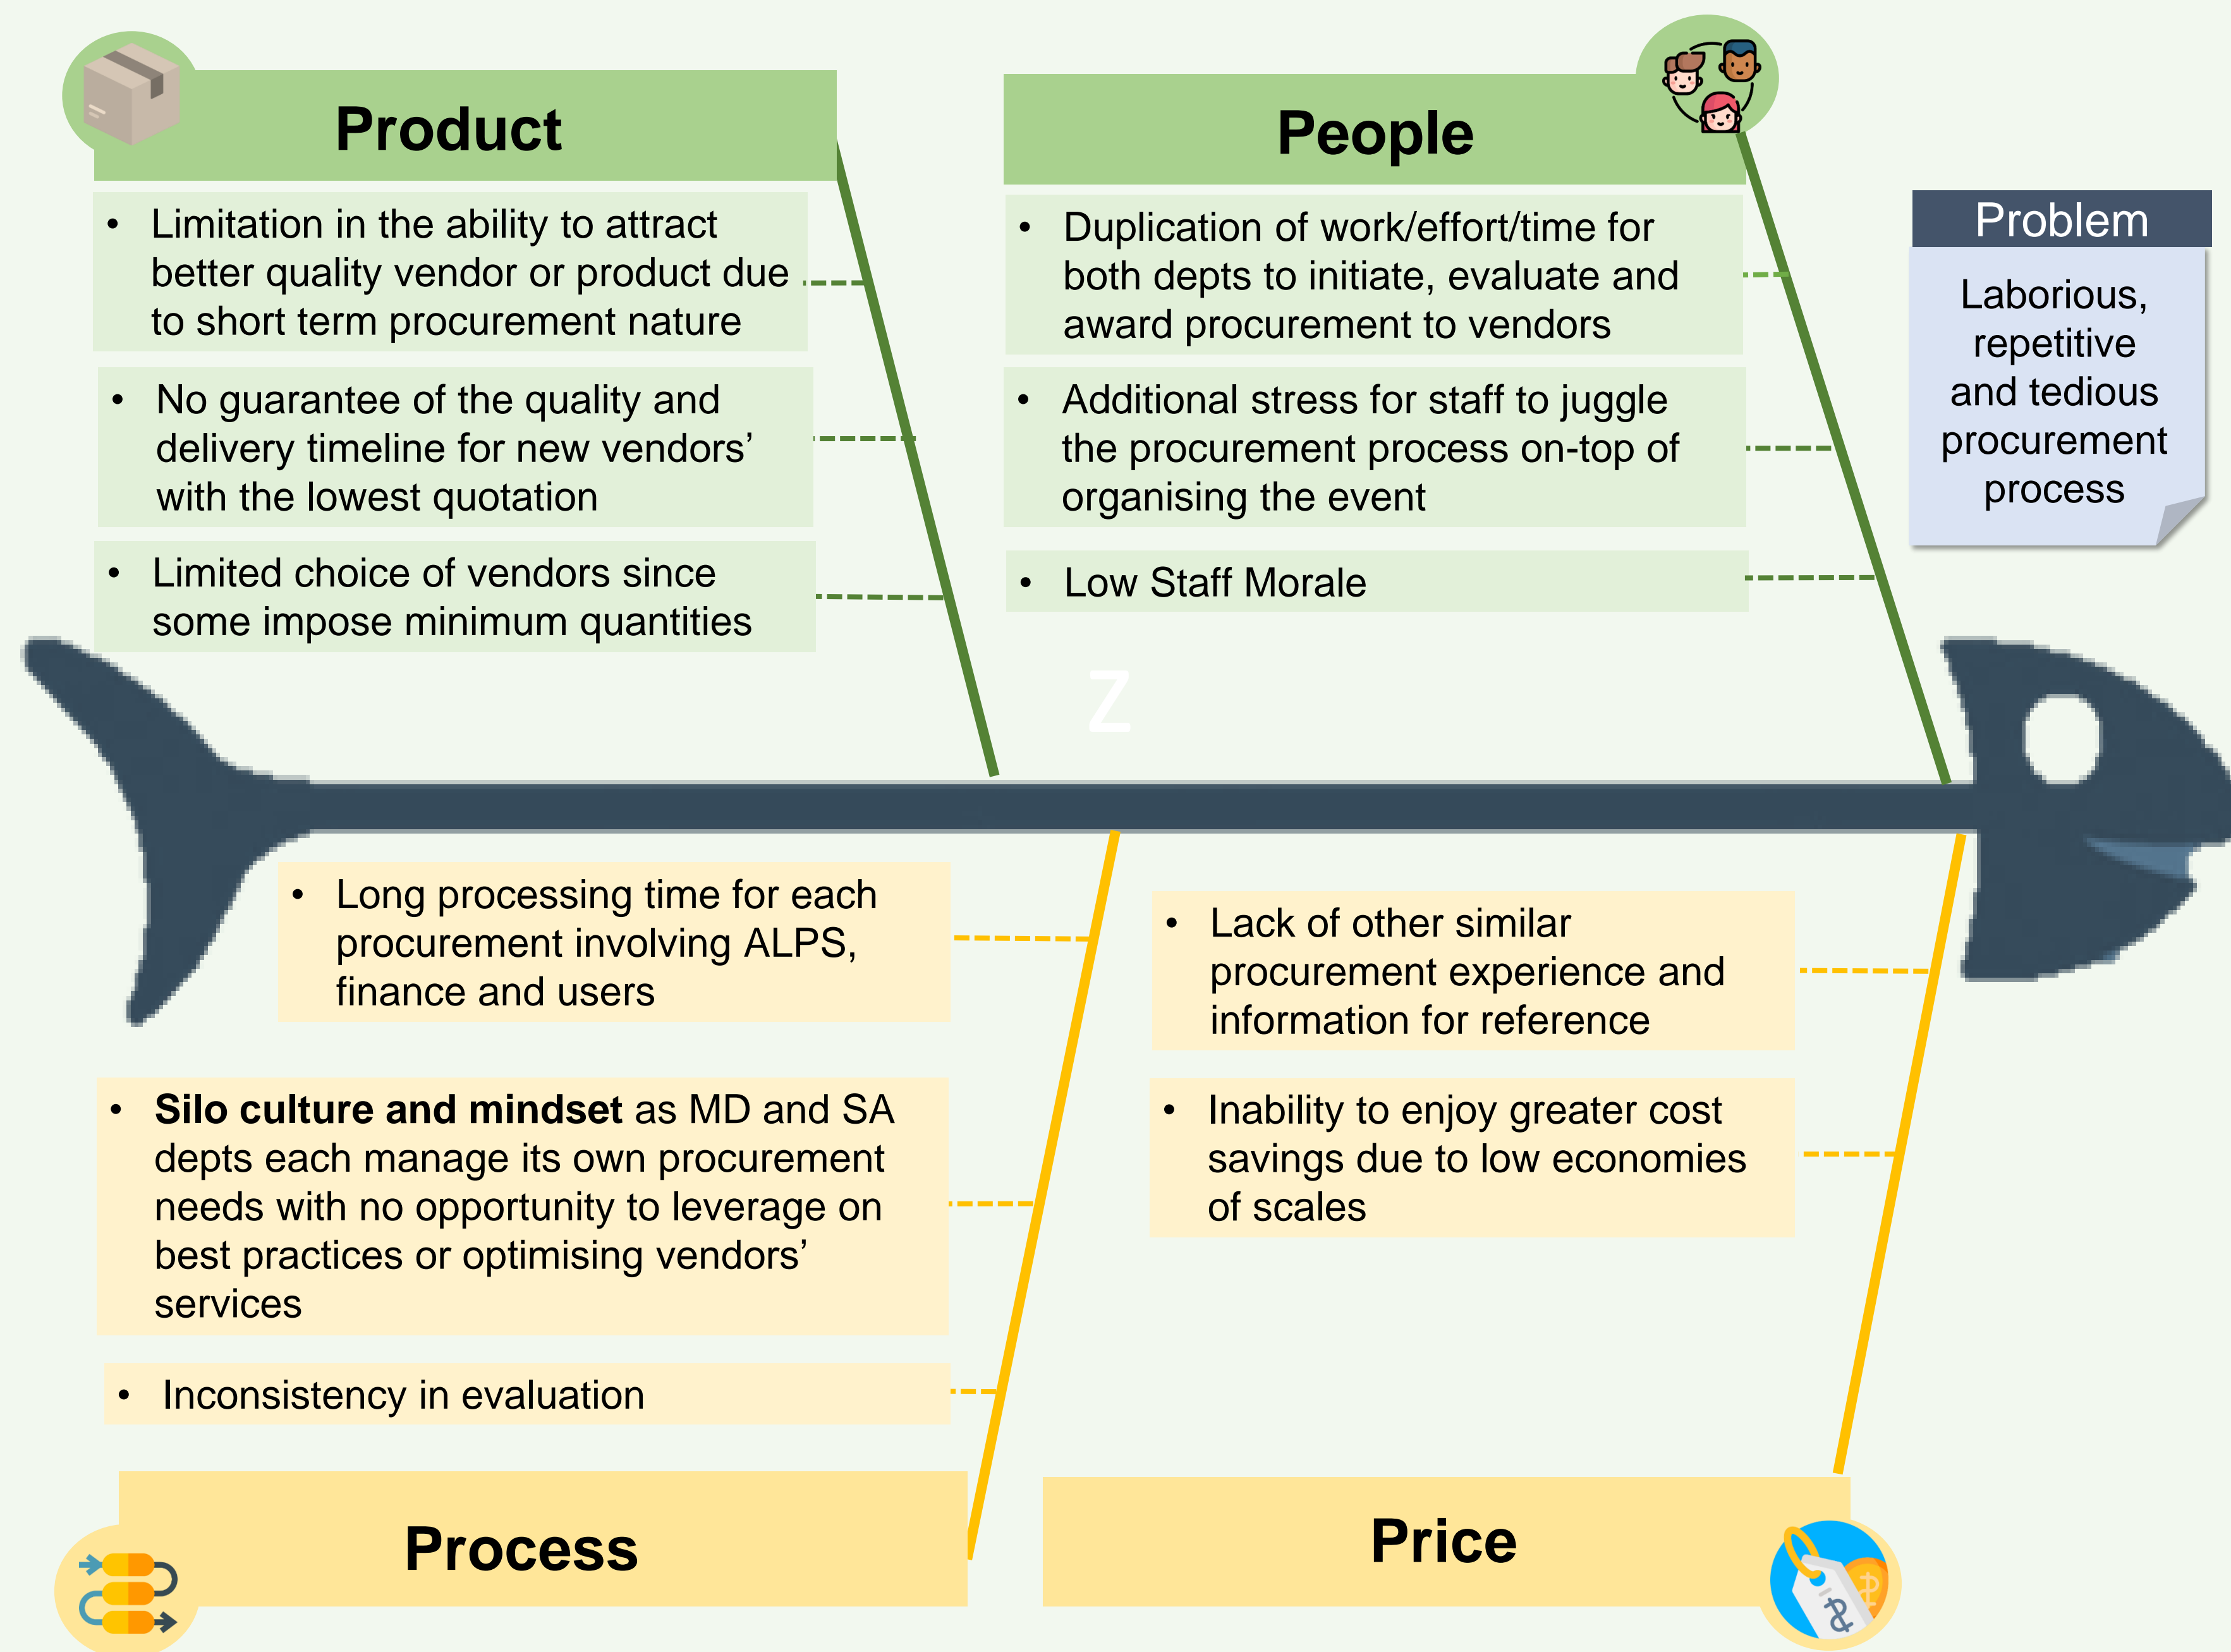 Product
• Limitation in the ability to attract
better quality vendor or product due
to short term procurement nature
• No guarantee of the quality and
delivery timeline for new vendors’
with the lowest quotation
• Limited choice of vendors since
some impose minimum quantities
People
• Duplication of work/effort/time for
both depts to initiate, evaluate and
award procurement to vendors
• Additional stress for staff to juggle
the procurement process on-top of
organising the event
• Low Staff Morale
Problem
Laborious,
repetitive
and tedious
procurement
process
Z
• Long processing time for each
procurement involving ALPS,
finance and users
• Silo culture and mindset as MD and SA
depts each manage its own procurement
needs with no opportunity to leverage on
best practices or optimising vendors’
services
• Inconsistency in evaluation
Process
• Lack of other similar
procurement experience and
information for reference
• Inability to enjoy greater cost
savings due to low economies
of scales
Price